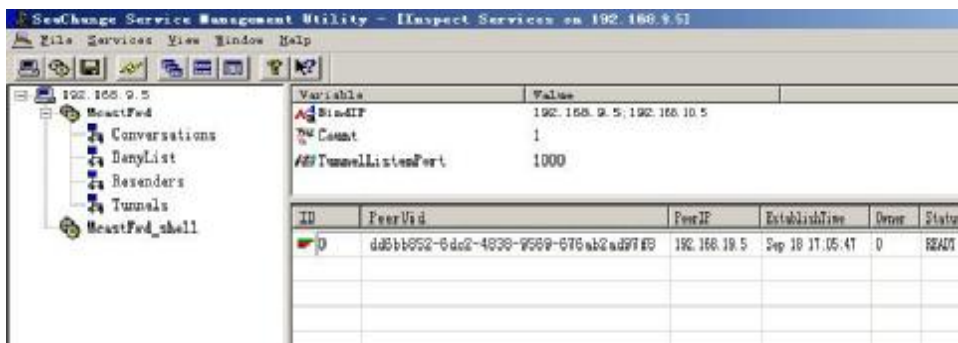 SewChange Service Management Utility - [Inspect Services on 192.168.9.5]
File Services View Window Help
192.168.9.5
McastFwd
Conversations
DenyList
Resenders
Tunnels
McastFwd_shell
Variable Value
BindIP 192.168.9.5;192.168.10.5
Count 1
TunnelListenPort 1000
ID PeerUid PeerIP EstablishTime Owner Statu
0 192.168.19.5 Sep 18 17:05:47 0 READY